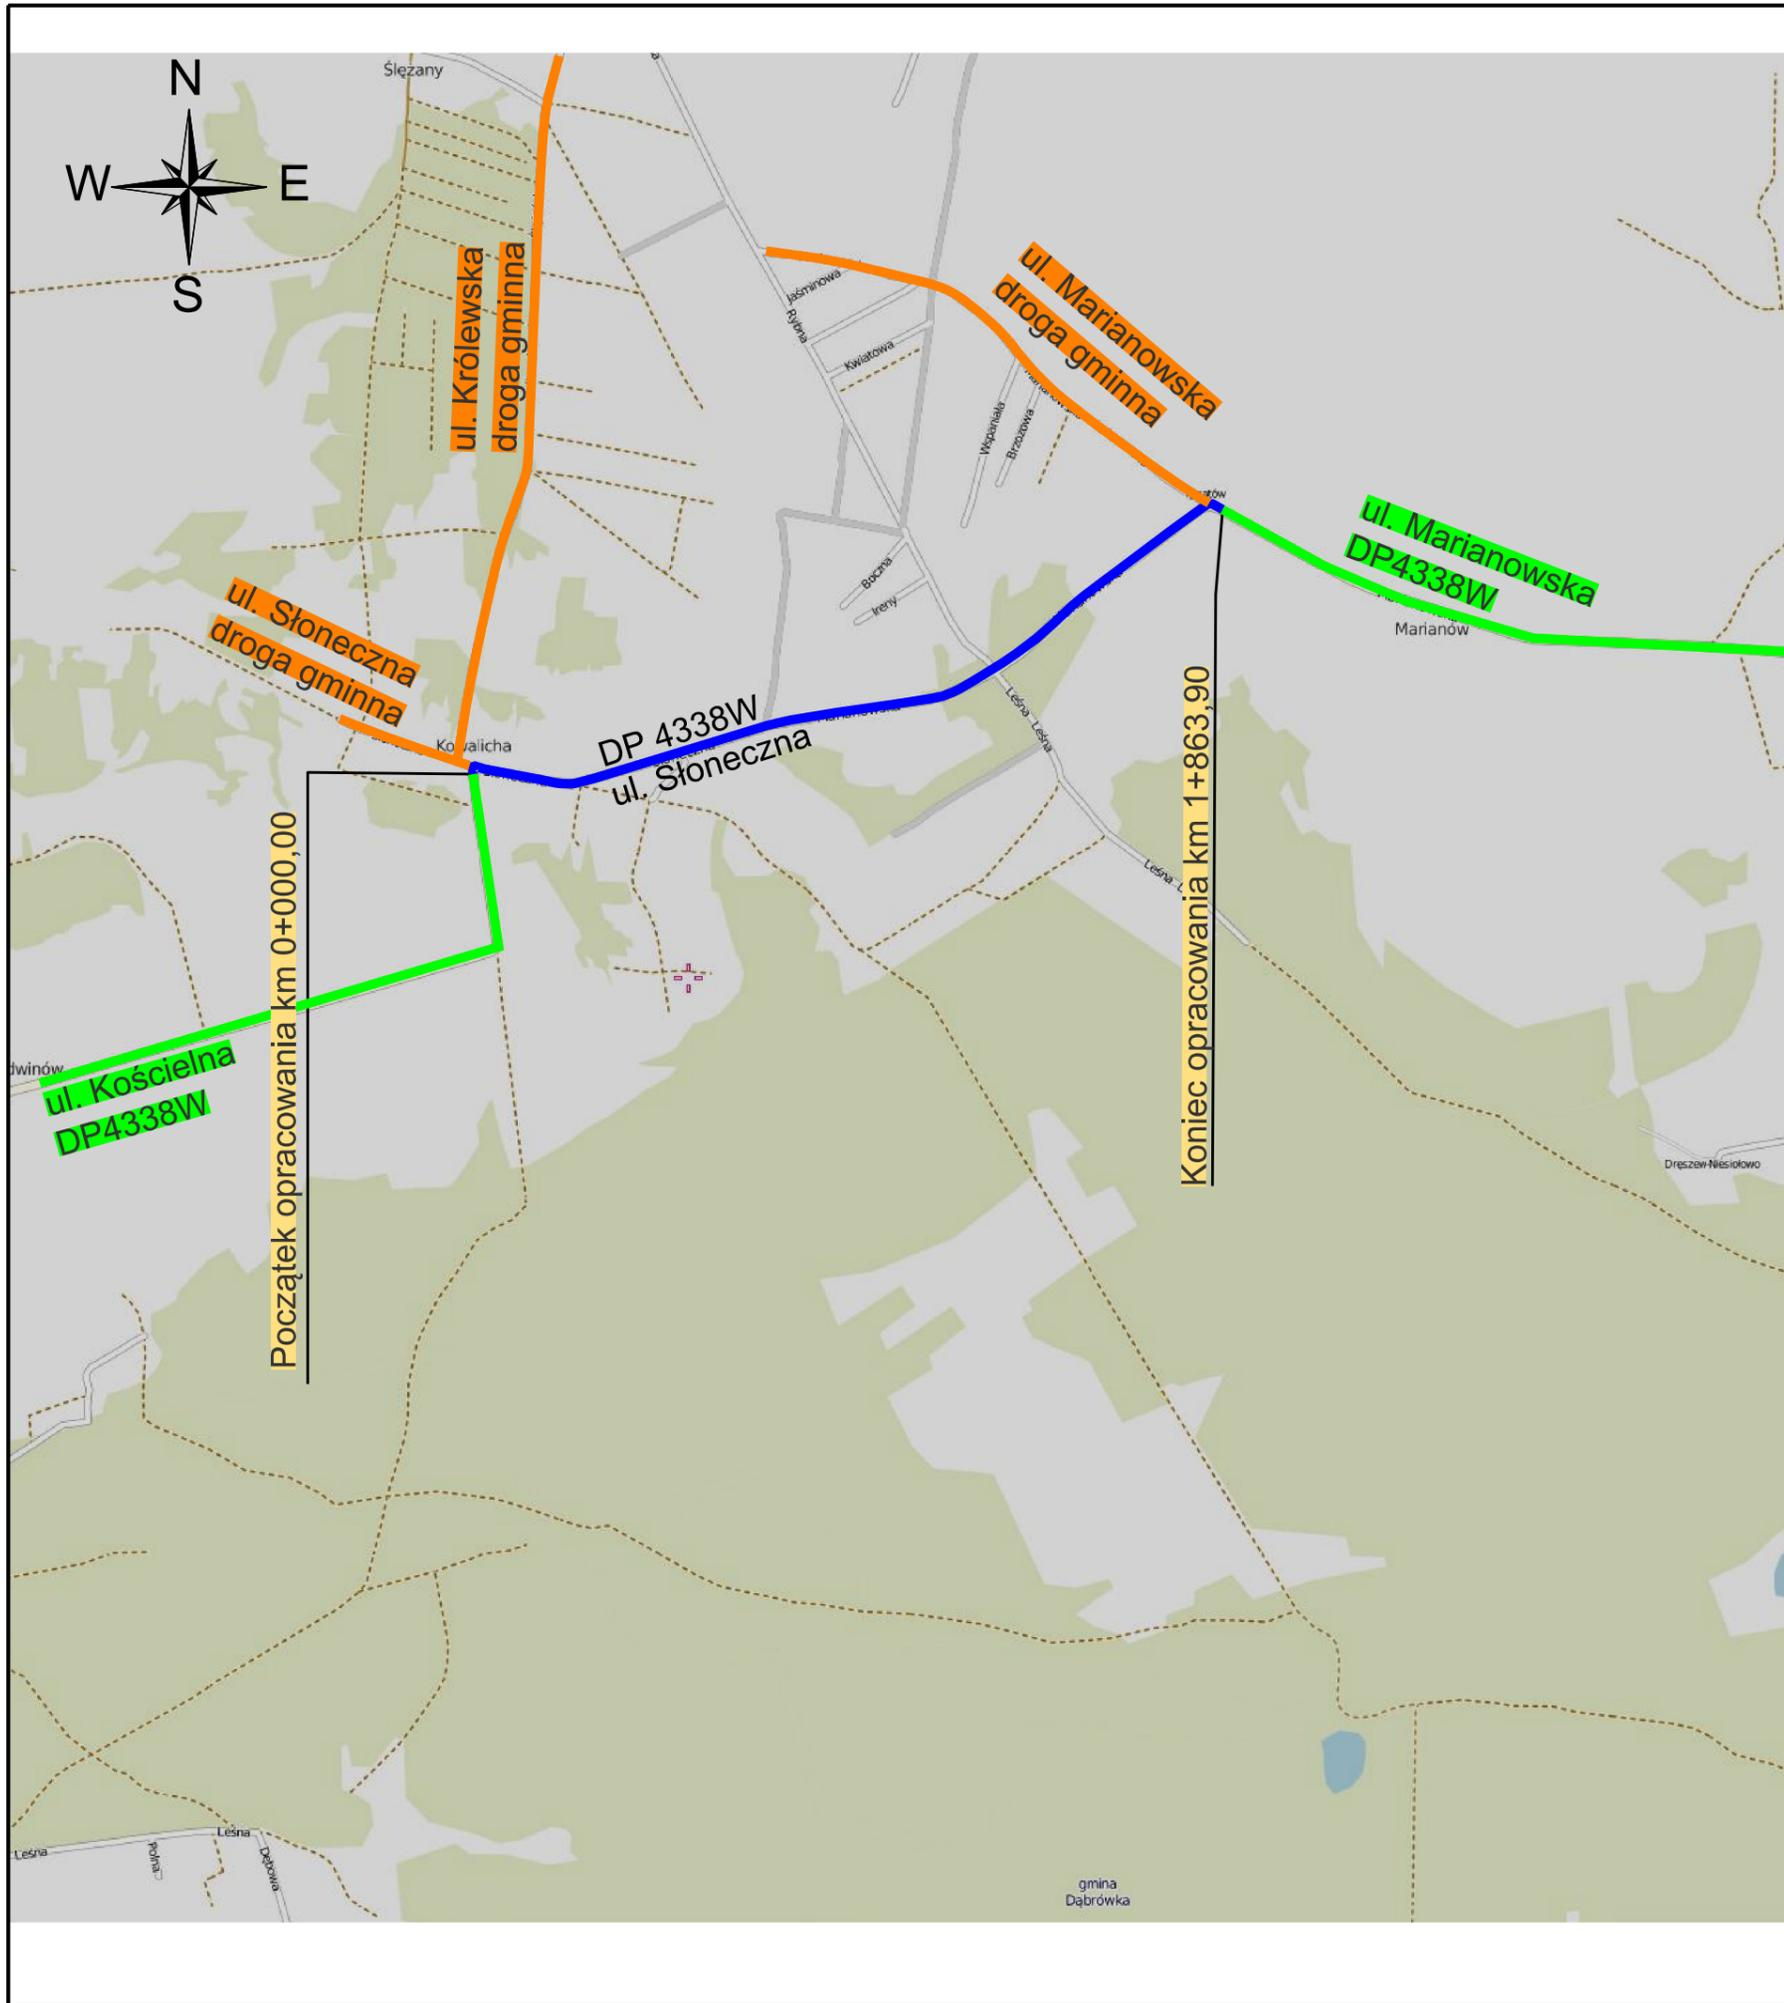 Ślęzany
N
W
E
S
ul. Królewska
droga gminna
Jaśminowa
Rybna
Kwiatowa
ul. Marianowska
droga gminna
Wspaniała
Brzozowa
ul. Marianowska
DP4338W
Marianów
Boczna
Ireny
ul. Słoneczna
droga gminna
Kowalicha
DP 4338W
ul. Słoneczna
Leśna
Leśna
Leśna
Początek opracowania km 0+000,00
Koniec opracowania km 1+863,90
dwinów
ul. Kościelna
DP4338W
Dręszew-Niesiołowo
Leśna
Leśna
Polna
Dębowa
gmina
Dąbrówka